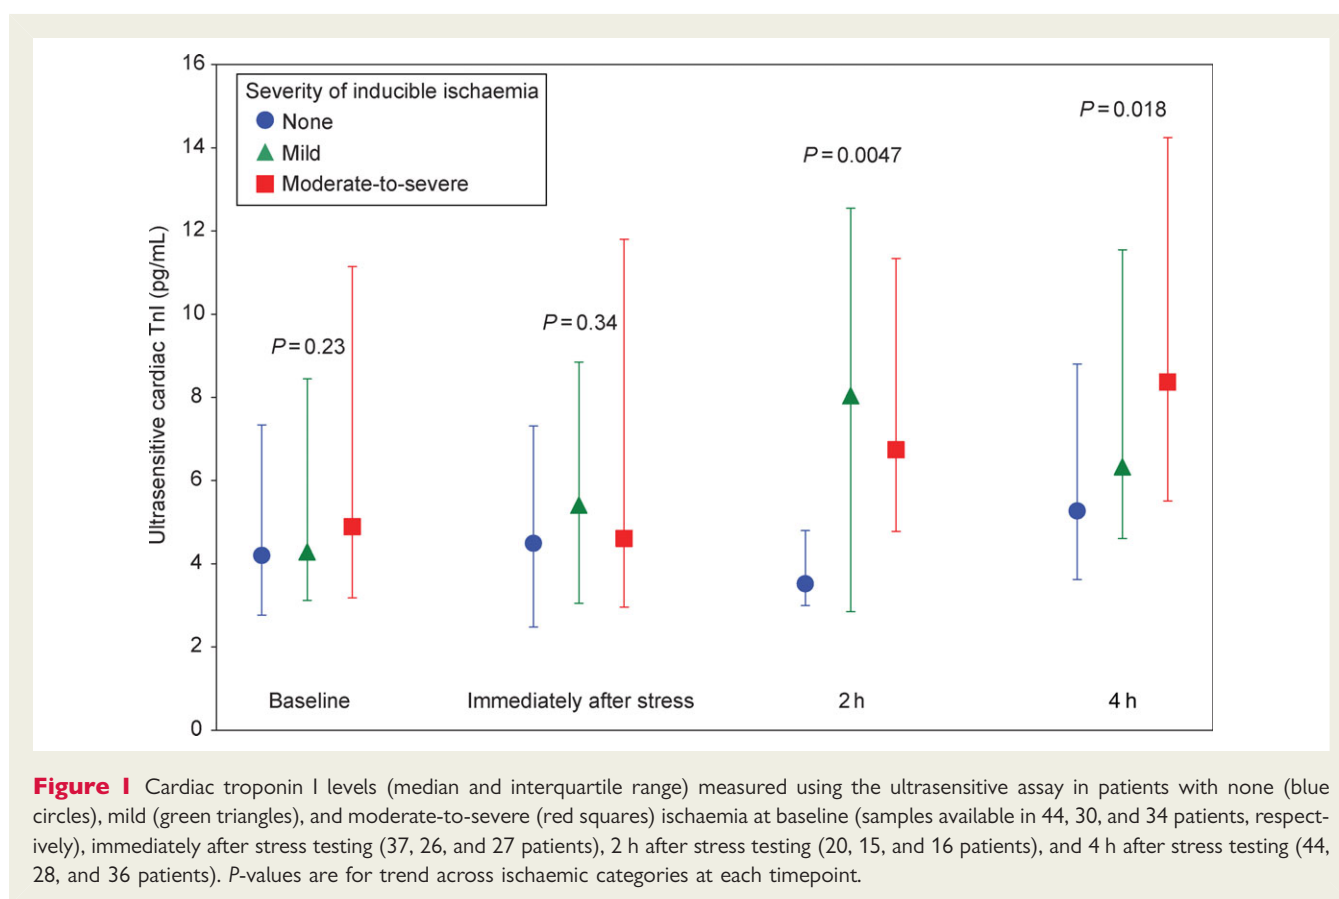 16
14
12
10
8
6
4
2
0
Ultrasensitive cardiac TnI (pg/mL)
Severity of inducible ischaemia
None
Mild
Moderate-to-severe
P=0.23
P=0.34
P=0.0047
P=0.018
Baseline
Immediately after stress
2 h
4 h
Figure 1 Cardiac troponin I levels (median and interquartile range) measured using the ultrasensitive assay in patients with none (blue
circles), mild (green triangles), and moderate-to-severe (red squares) ischaemia at baseline (samples available in 44, 30, and 34 patients, respect-
ively), immediately after stress testing (37, 26, and 27 patients), 2 h after stress testing (20, 15, and 16 patients), and 4 h after stress testing (44,
28, and 36 patients). P-values are for trend across ischaemic categories at each timepoint.